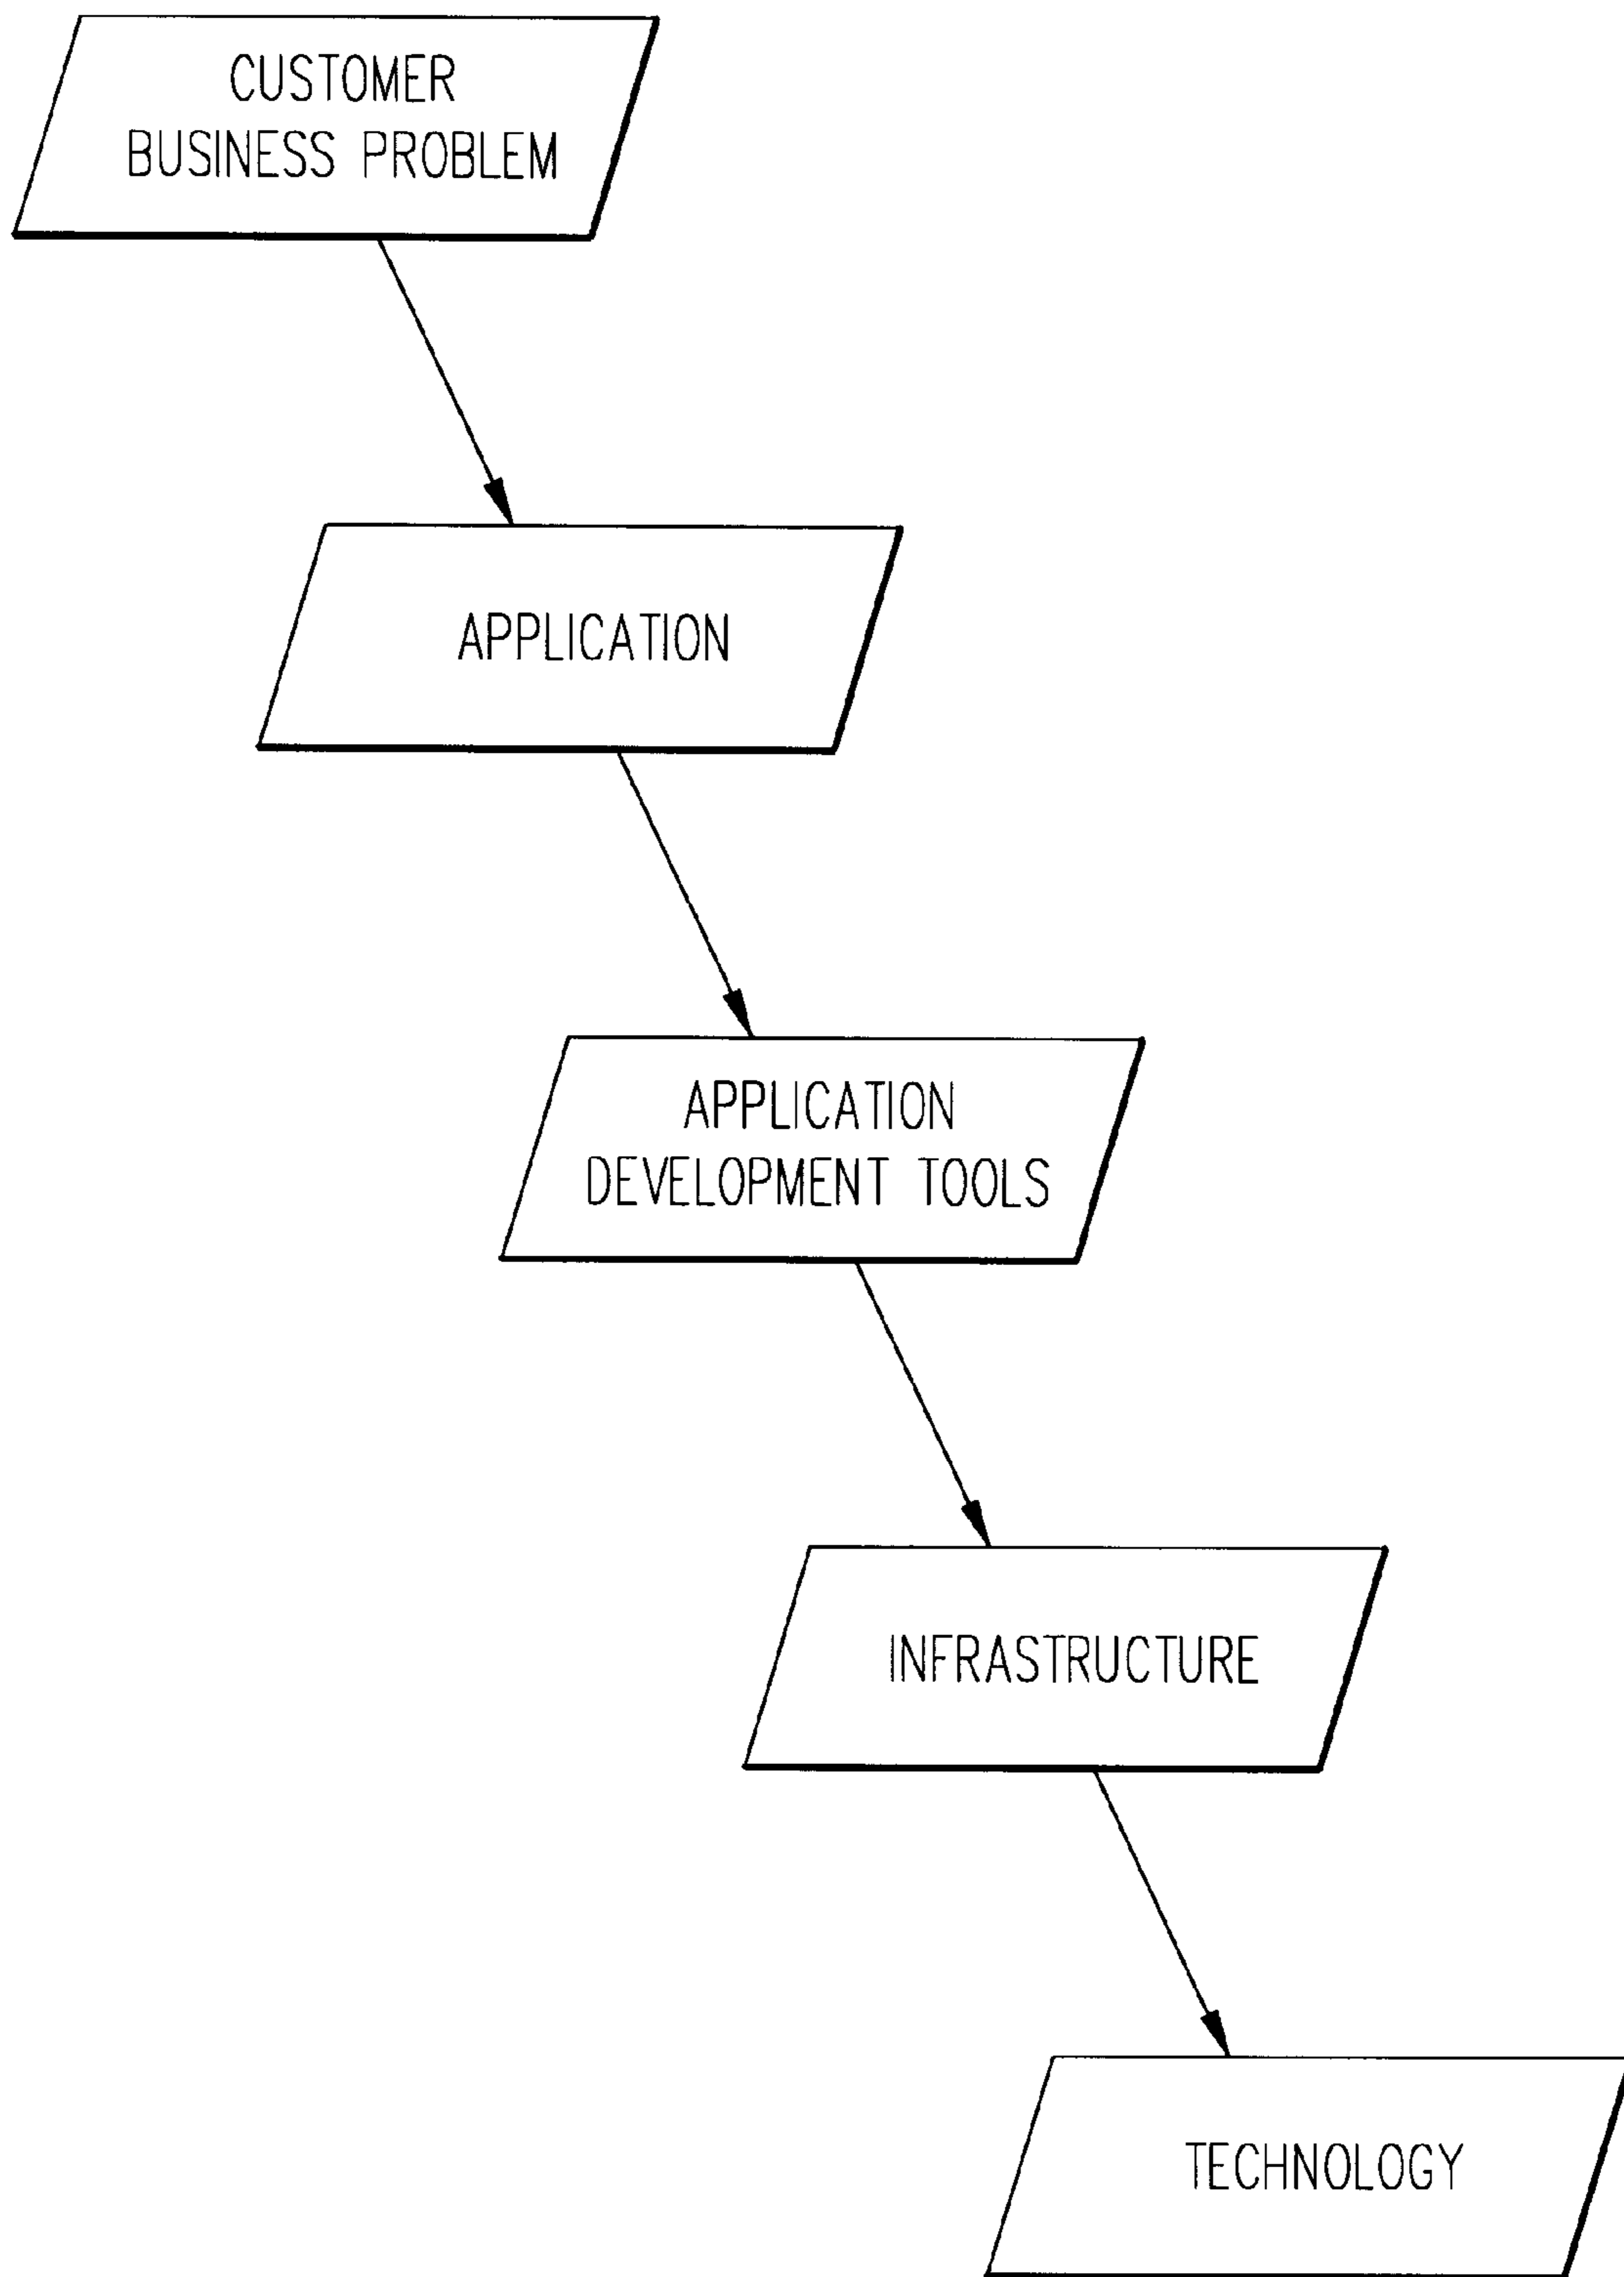 CUSTOMER
BUSINESS PROBLEM
APPLICATION
APPLICATION
DEVELOPMENT TOOLS
INFRASTRUCTURE
TECHNOLOGY